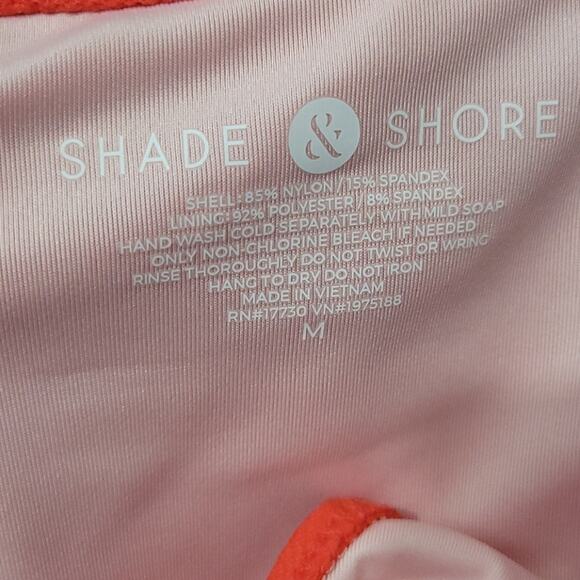 SHADE & SHORE
SHELL: 85% NYLON / 15% SPANDEX
LINING: 92% POLYESTER / 8% SPANDEX
HAND WASH COLD SEPARATELY WITH MILD SOAP
ONLY NON CHLORINE BLEACH IF NEEDED
RINSE THOROUGHLY DO NOT TWIST OR WRING
HANG TO DRY DO NOT IRON
MADE IN VIETNAM
RN#17730 VN#1975188
M